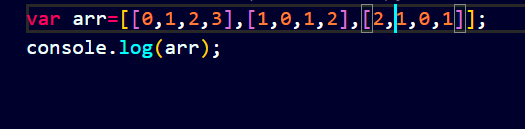 var arr=[[0,1,2,3],[1,0,1,2],[2,1,0,1]];
console.log(arr);